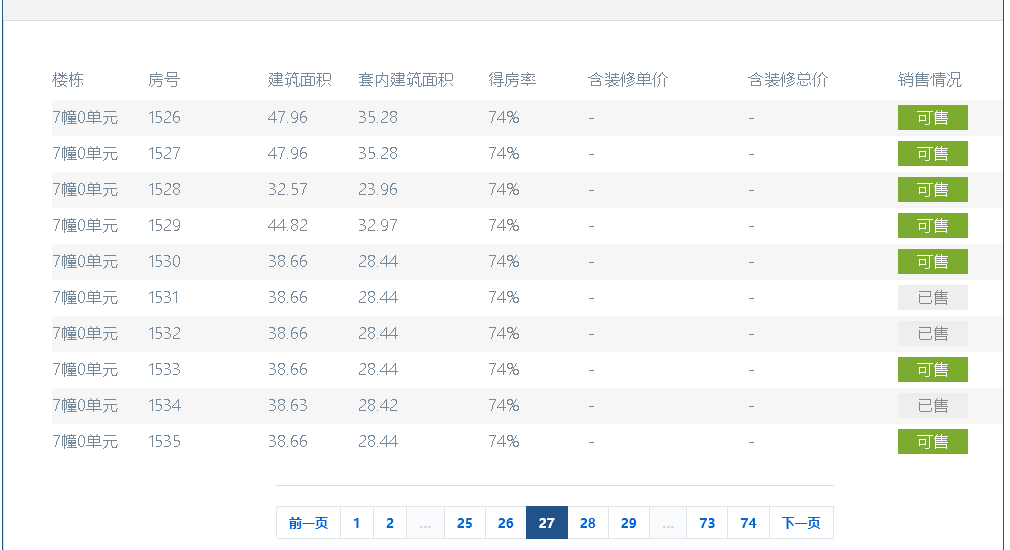 楼栋 房号 建筑面积 套内建筑面积 得房率 含装修单价 含装修总价 销售情况
7幢0单元 1526 47.96 35.28 74% - - 可售
7幢0单元 1527 47.96 35.28 74% - - 可售
7幢0单元 1528 32.57 23.96 74% - - 可售
7幢0单元 1529 44.82 32.97 74% - - 可售
7幢0单元 1530 38.66 28.44 74% - - 可售
7幢0单元 1531 38.66 28.44 74% - - 已售
7幢0单元 1532 38.66 28.44 74% - - 已售
7幢0单元 1533 38.66 28.44 74% - - 可售
7幢0单元 1534 38.63 28.42 74% - - 已售
7幢0单元 1535 38.66 28.44 74% - - 可售
前一页 1 2 ... 25 26 27 28 29 ... 73 74 下一页